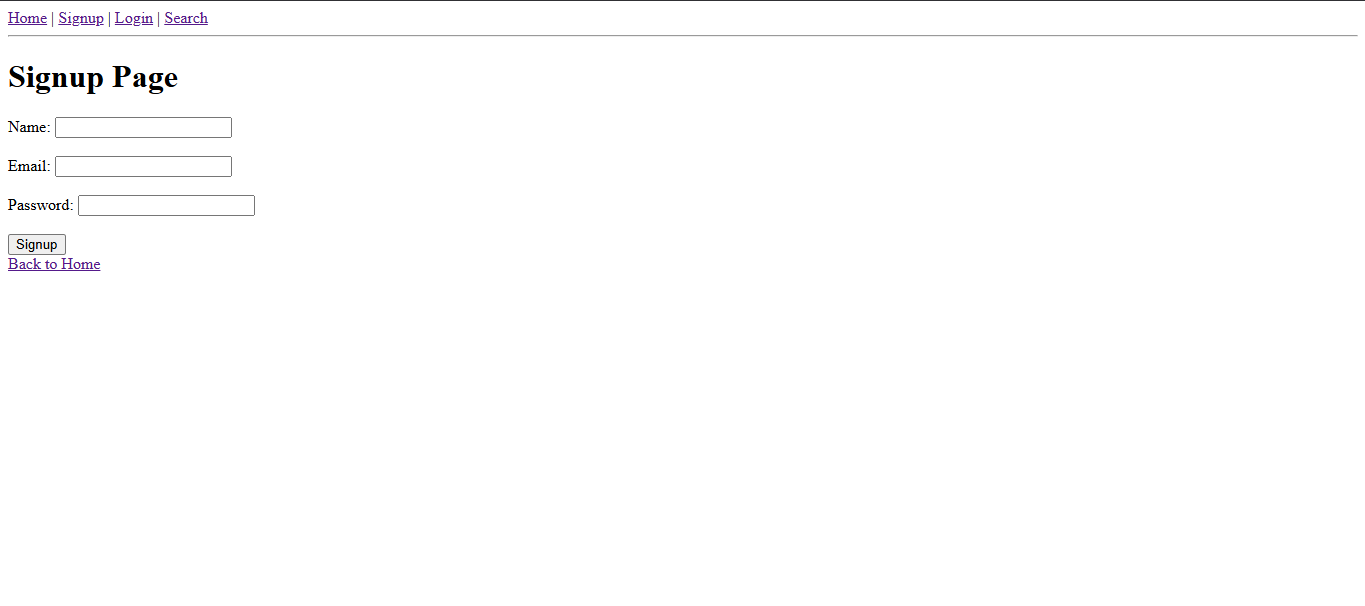 Home | Signup | Login | Search
Signup Page
Name:
Email:
Password:
Signup
Back to Home